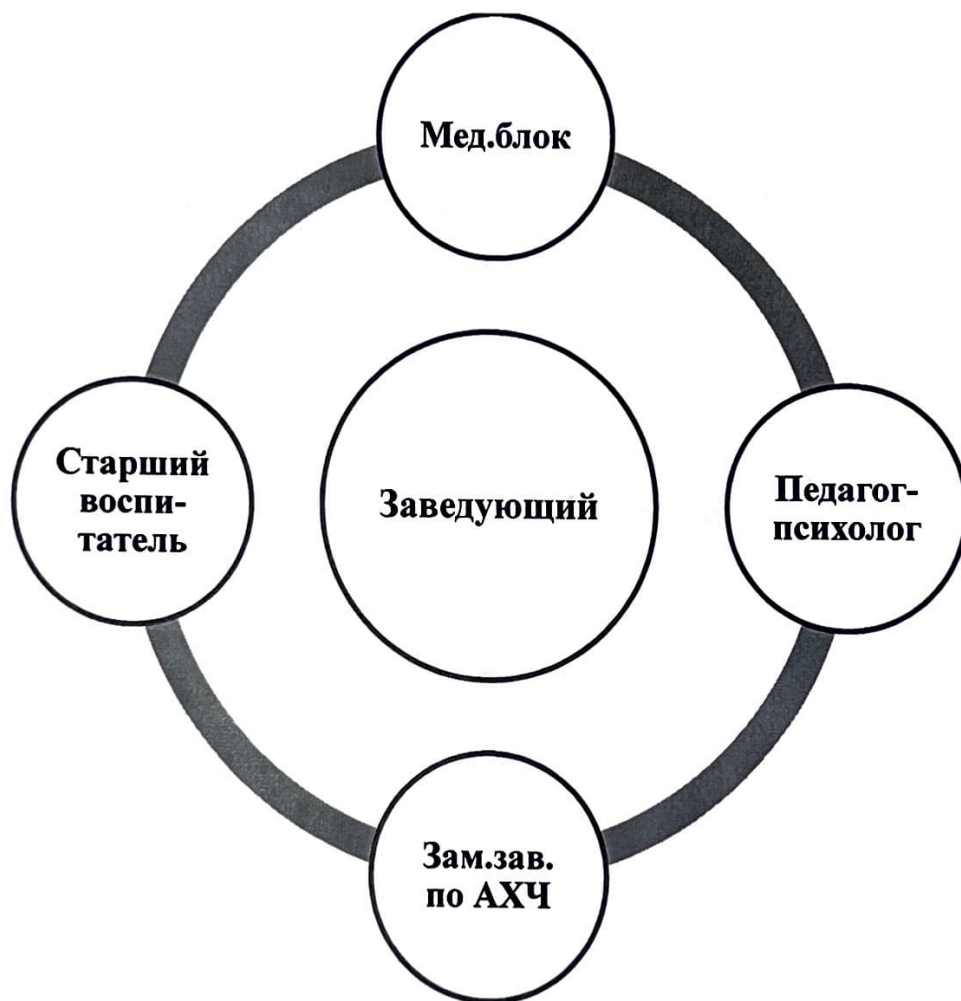 Мед.блок
Старший
воспи-
татель
Заведующий
Педагог-
психолог
Зам.зав.
по АХЧ